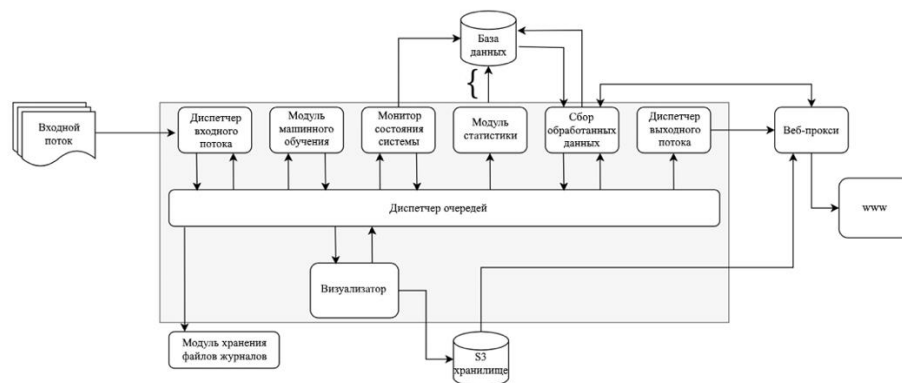 База
данных
{
Входной
поток
Диспетчер
входного
потока
Модуль
машинного
обучения
Монитор
состояния
системы
Модуль
статистики
Сбор
обработанных
данных
Диспетчер
выходного
потока
Веб-прокси
www
Диспетчер очередей
Визуализатор
Модуль хранения
файлов журналов
S3
хранилище